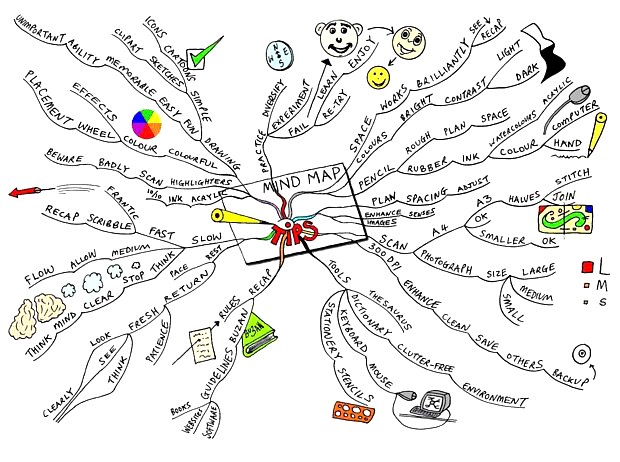 MIND MAP
TIPS
DRAWING
FUN
SIMPLE
EASY
CARTOONS
ICONS
MEMORABLE
SKETCHES
CLIPART
ABILITY
UNIMPORTANT
COLOURFUL
COLOUR
WHEEL
EFFECTS
PLACEMENT
HIGHLIGHTERS
SCAN
BADLY
BEWARE
INK ACRYLIC
SLOW
FAST
FRANTIC
SCRIBBLE
RECAP
MEDIUM
ALLOW
FLOW
BEST
PACE
THINK
STOP
CLEAR
MIND
THINK
RETURN
FRESH
PATIENCE
LOOK
SEE
THINK
CLEARLY
RECAP
RULES
BUZAN
BUZAN
GUIDELINES
BOOKS
WEBSITES
SOFTWARE
TOOLS
THESAURUS
DICTIONARY
KEYBOARD
STATIONERY
STENCILS
MOUSE
CLUTTER-FREE
ENVIRONMENT
SCAN
300 DPI
ENHANCE
CLEAN
SAVE
OTHERS
BACKUP
PHOTOGRAPH
SIZE
LARGE
MEDIUM
SMALL
L
M
S
A4
OK
SMALLER
OK
A3
HALVES
JOIN
STITCH
IMAGES
ENHANCE SENSES
PLAN
SPACING
ADJUST
PENCIL
ROUGH
PLAN
SPACE
RUBBER
INK
COLOUR
WATERCOLOURS
ACRYLIC
COMPUTER
HAND
COLOURS
BRIGHT
CONTRAST
LIGHT
DARK
SPACE
WORKS
BRILLIANTLY
SEE
RECAP
PRACTICE
DIVERSIFY
EXPERIMENT
FAIL
LEARN
ENJOY
RE-TRY